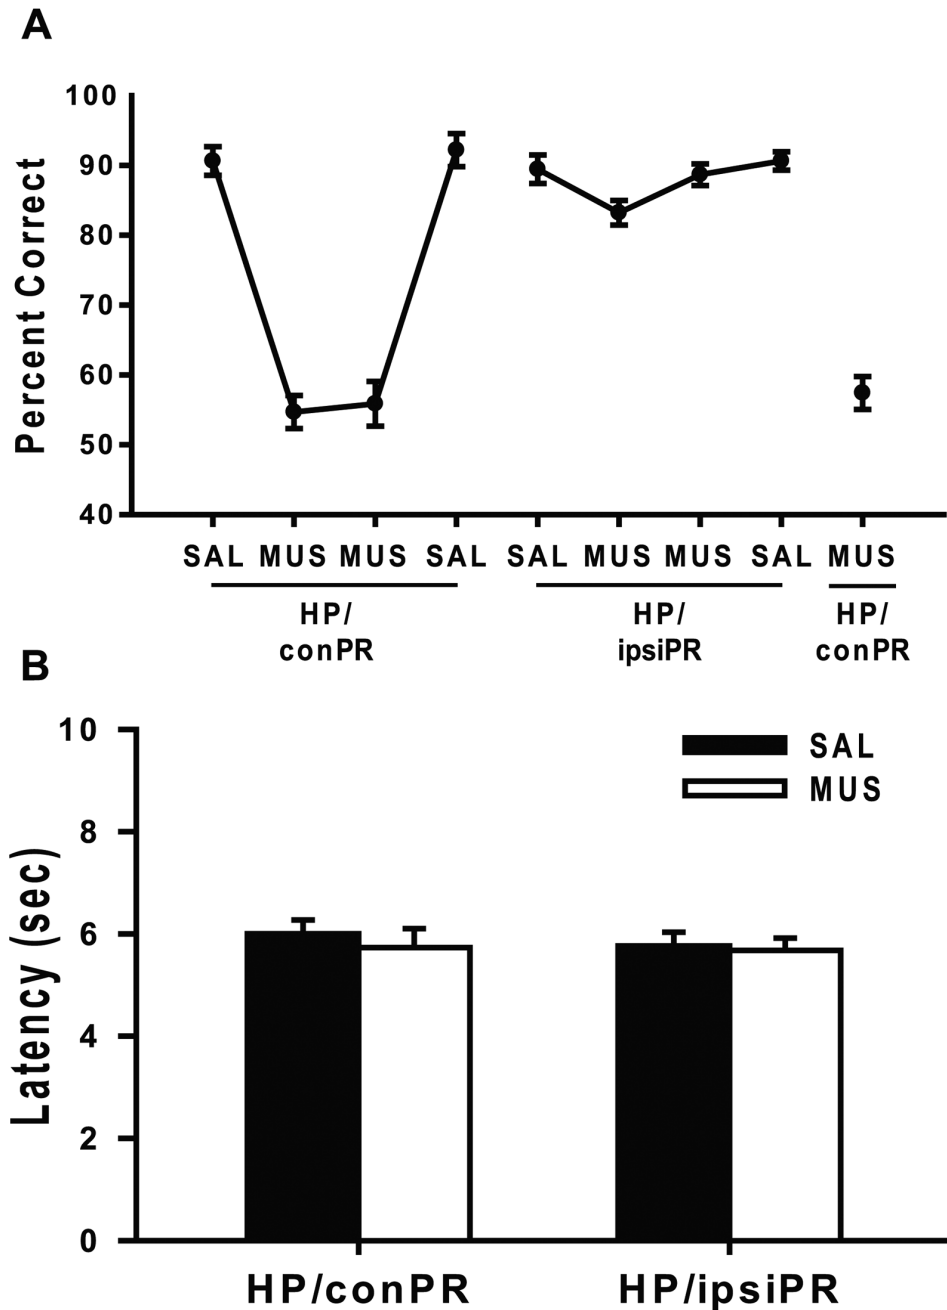 A
100
90
80
70
60
50
40
Percent Correct
SAL MUS MUS SAL SAL MUS MUS SAL MUS
HP/ HP/ HP/
conPR ipsiPR conPR
B
10
8
6
4
2
0
Latency (sec)
SAL
MUS
HP/conPR HP/ipsiPR